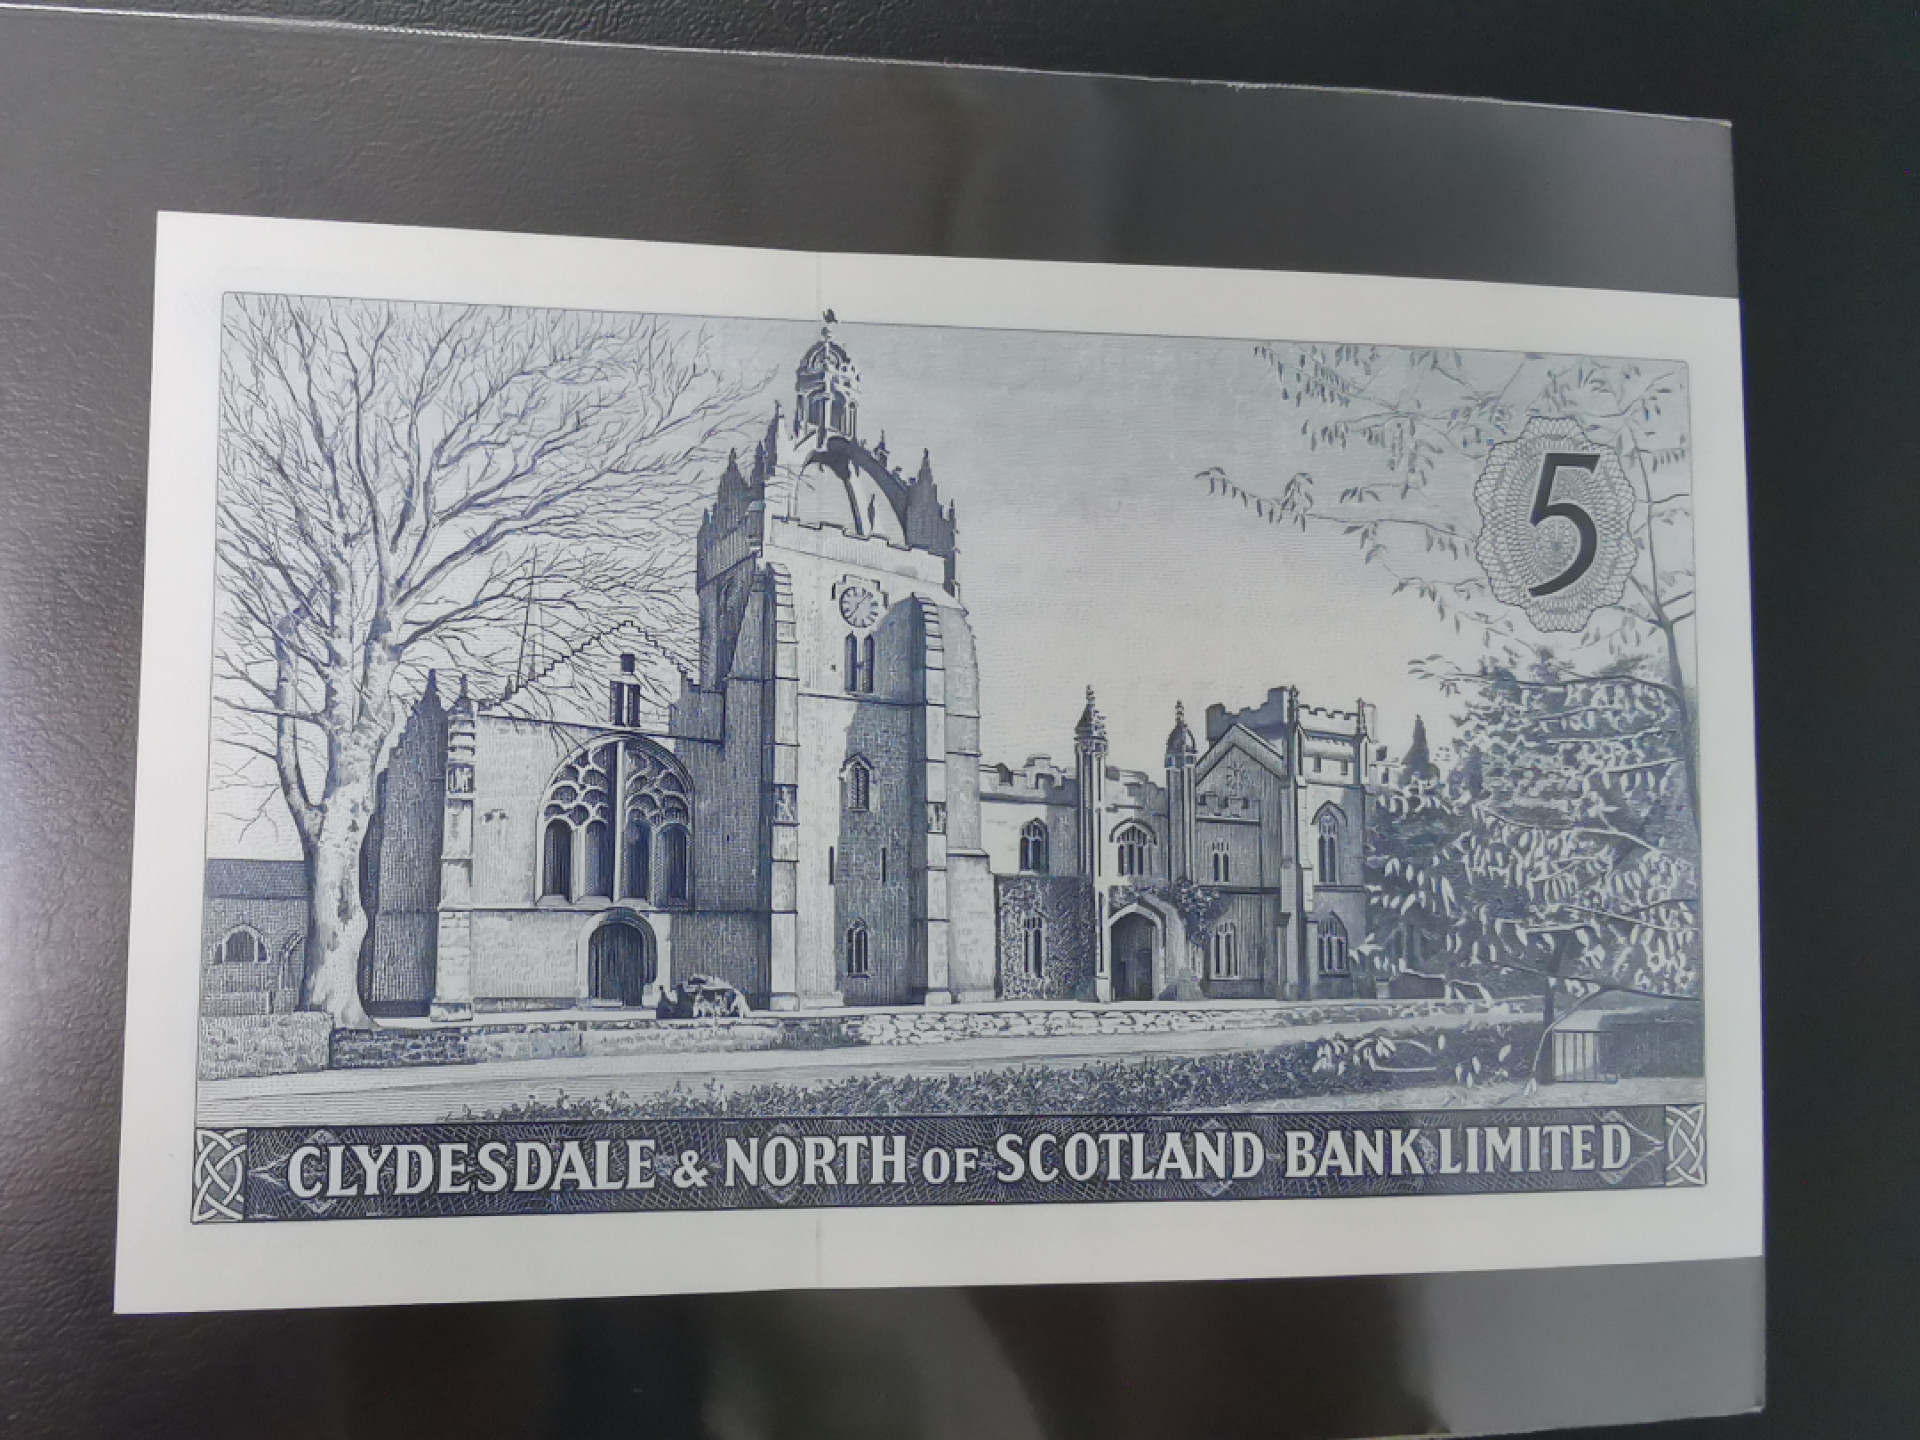 5
CLYDESDALE & NORTH OF SCOTLAND BANK LIMITED